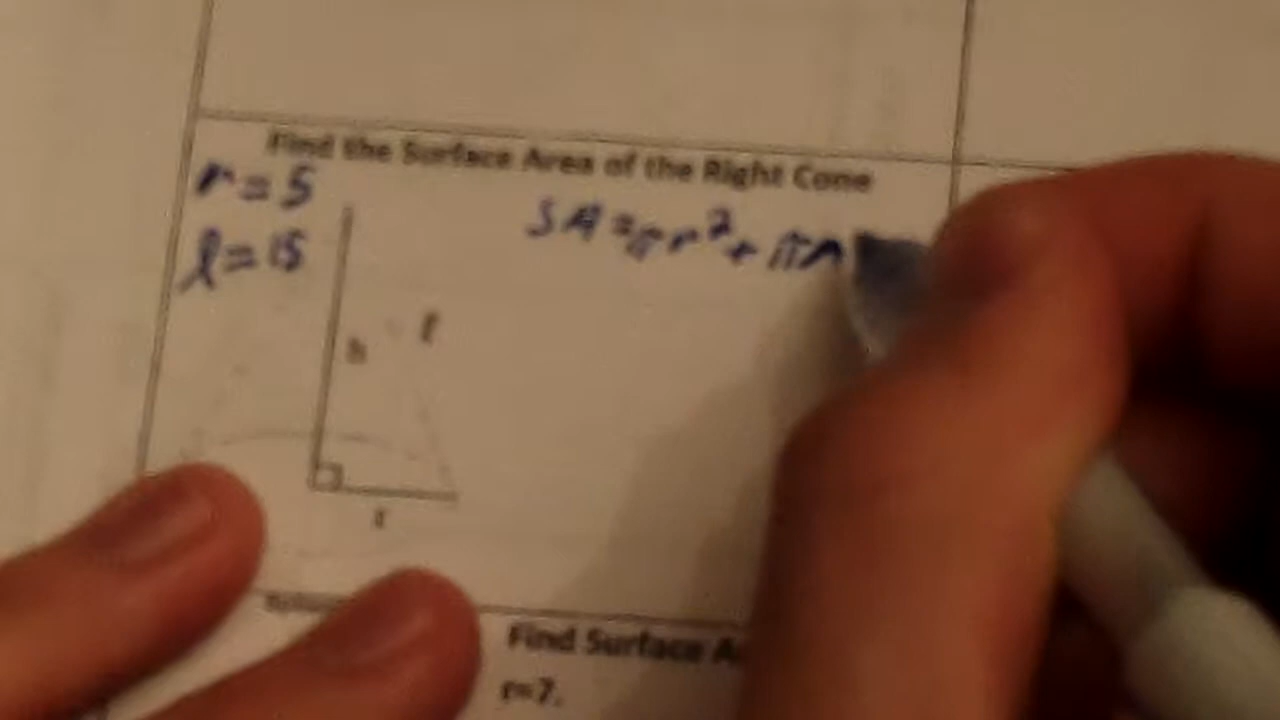 Find the Surface Area of the Right Cone
r=5
SA=πr²+πr
l=15
h
l
r
Find Surface A
r=7.